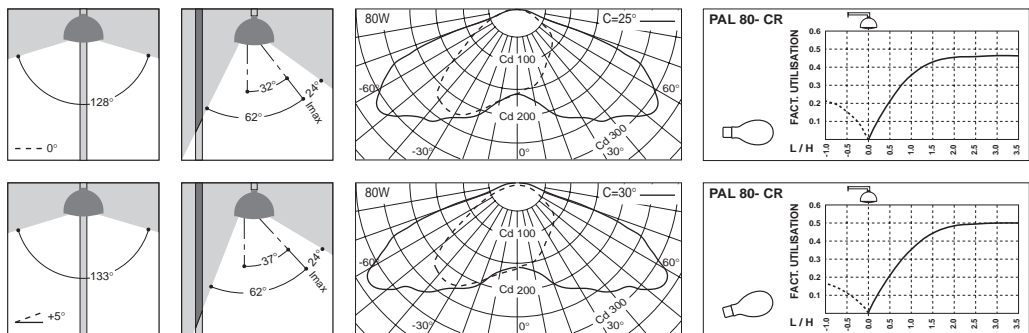 128°
0°
32°
24°
Imax
62°
80W
C=25°
Cd 100
-60°
60°
Cd 200
Cd 300
-30°
0°
30°
PAL 80- CR
FACT. UTILISATION
0.6
0.5
0.4
0.3
0.2
0.1
L / H
-1.0 -0.5 0.0 0.5 1.0 1.5 2.0 2.5 3.0 3.5
133°
+5°
37°
24°
Imax
62°
80W
C=30°
Cd 100
-60°
60°
Cd 200
Cd 300
-30°
0°
30°
PAL 80- CR
FACT. UTILISATION
0.6
0.5
0.4
0.3
0.2
0.1
L / H
-1.0 -0.5 0.0 0.5 1.0 1.5 2.0 2.5 3.0 3.5